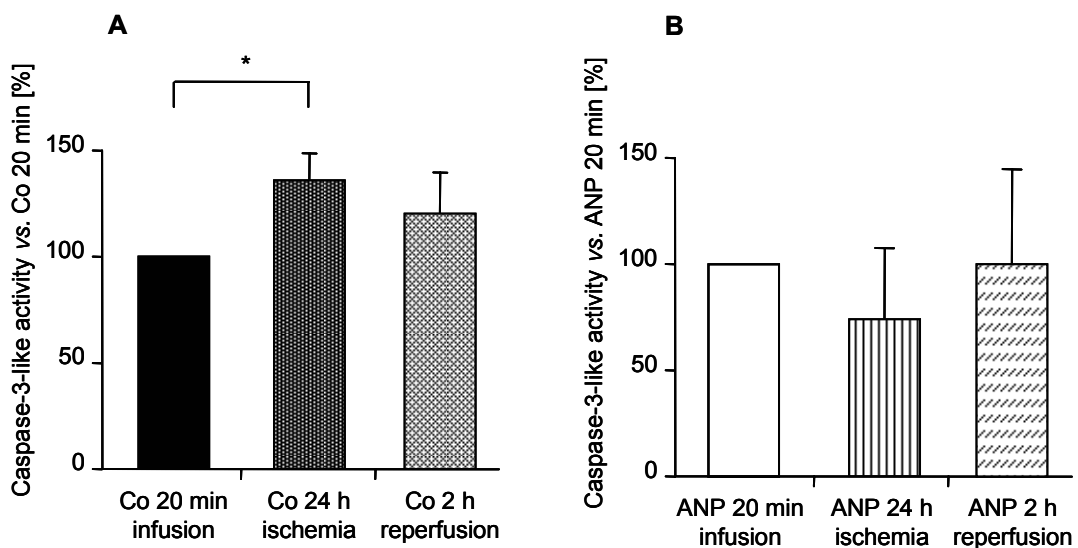 A
Caspase-3-like activity vs. Co 20 min [%]
*
150
100
50
0
Co 20 min
infusion
Co 24 h
ischemia
Co 2 h
reperfusion
B
Caspase-3-like activity vs. ANP 20 min [%]
150
100
50
0
ANP 20 min
infusion
ANP 24 h
ischemia
ANP 2 h
reperfusion